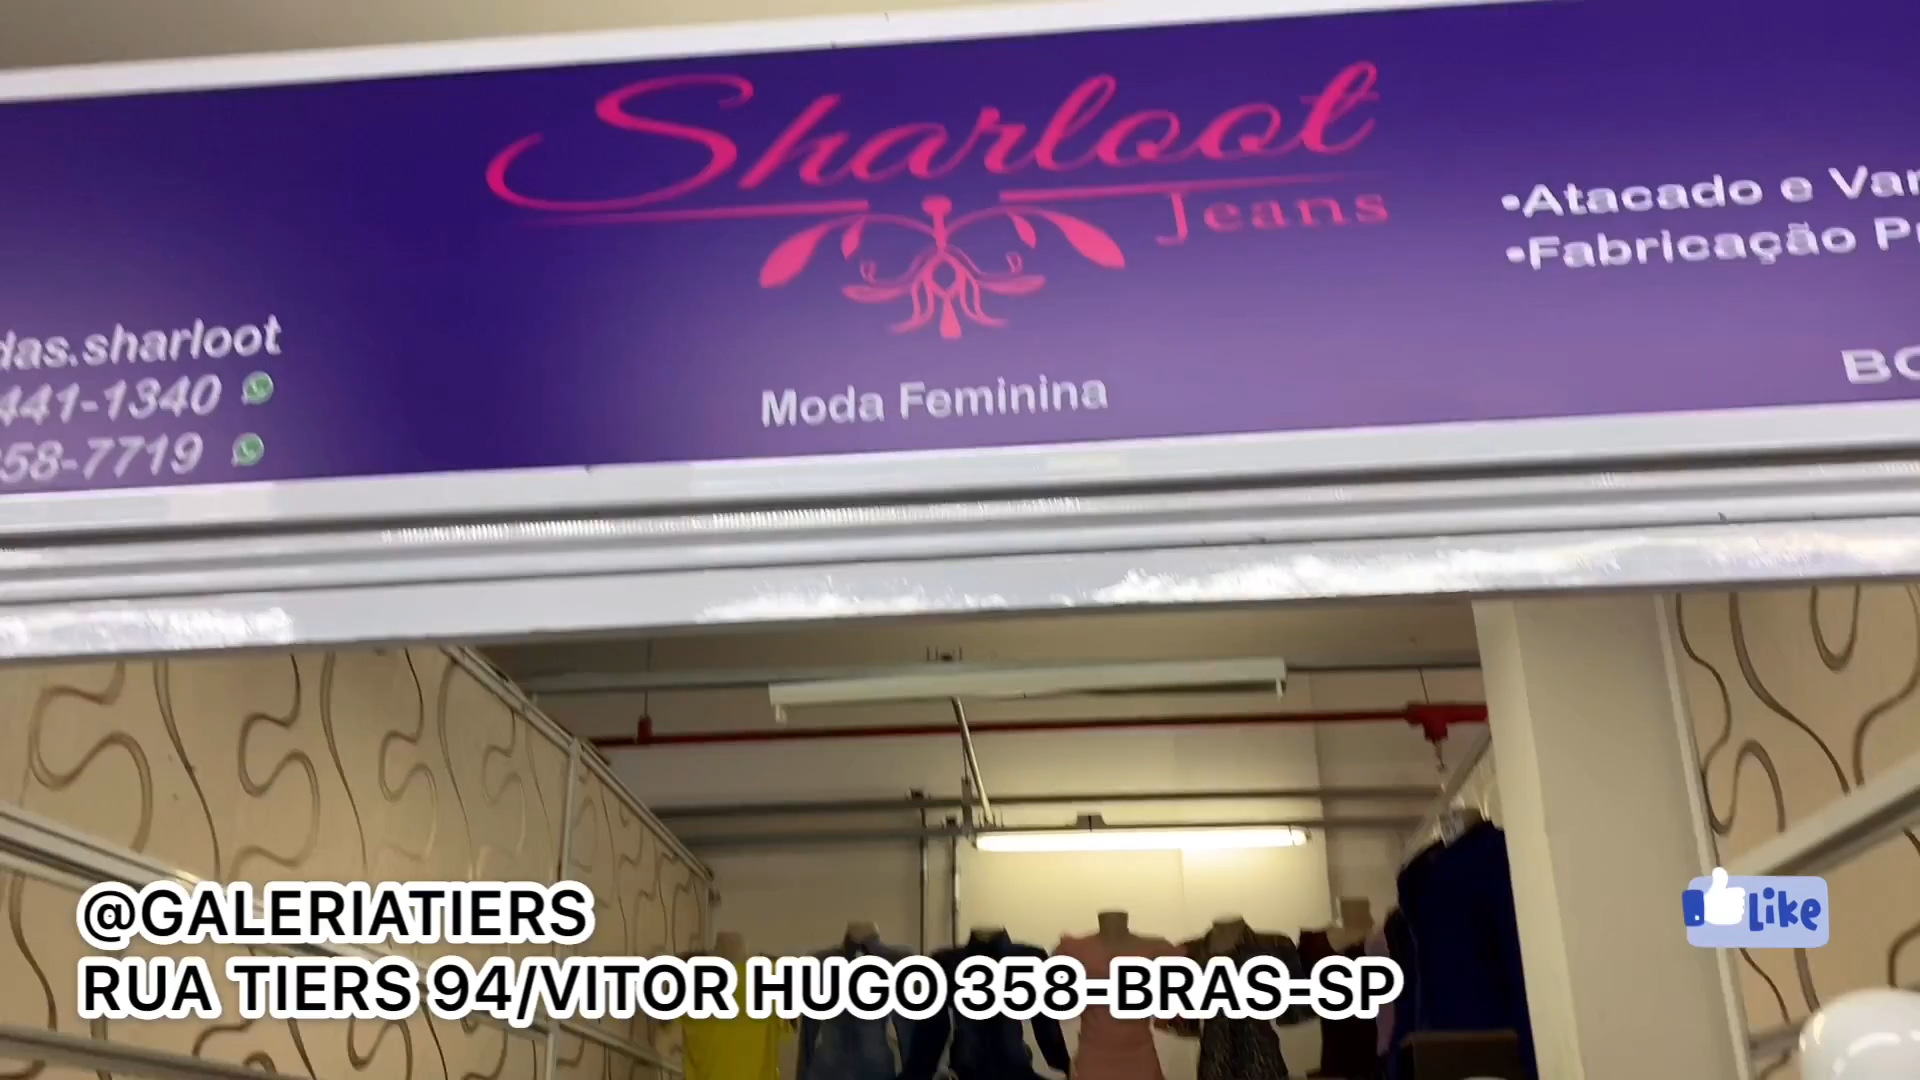 Sharloot
Jeans
•Atacado e
•Fabricação
das.sharloot
441-1340
58-7719
Moda Feminina
@GALERIATIERS
RUA TIERS 94/VITOR HUGO 358-BRAS-SP
Like